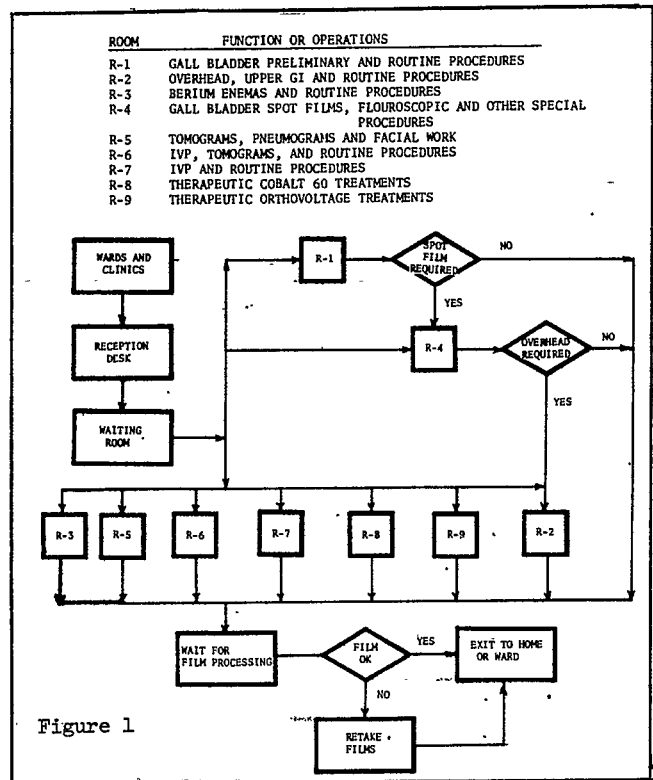 ROOM FUNCTION OR OPERATIONS
R-1 GALL BLADDER PRELIMINARY AND ROUTINE PROCEDURES
R-2 OVERHEAD, UPPER GI AND ROUTINE PROCEDURES
R-3 BERIUM ENEMAS AND ROUTINE PROCEDURES
R-4 GALL BLADDER SPOT FILMS, FLOUROSCOPIC AND OTHER SPECIAL
PROCEDURES
R-5 TOMOGRAMS, PNEUMOGRAMS AND FACIAL WORK
R-6 IVP, TOMOGRAMS, AND ROUTINE PROCEDURES
R-7 IVP AND ROUTINE PROCEDURES
R-8 THERAPEUTIC COBALT 60 TREATMENTS
R-9 THERAPEUTIC ORTHOVOLTAGE TREATMENTS
WARDS AND
CLINICS
R-1
SPOT
FILM
REQUIRED
NO
YES
RECEPTION
DESK
R-4
OVERHEAD
REQUIRED
NO
YES
WAITING
ROOM
R-3
R-5
R-6
R-7
R-8
R-9
R-2
WAIT FOR
FILM PROCESSING
FILM
OK
YES
EXIT TO HOME
OR WARD
NO
RETAKE
FILMS
Figure 1